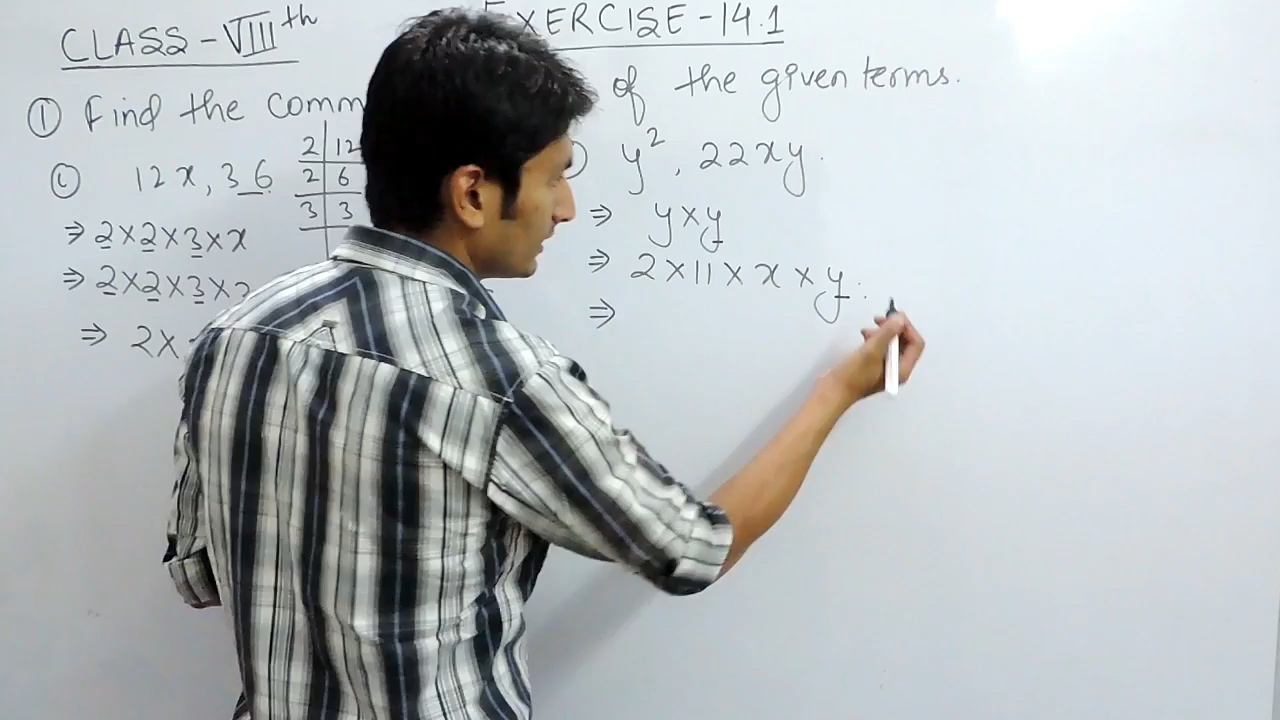 CLASS-VIIIth EXERCISE-14.1
① Find the comm of the given terms.
ⓒ 12x, 36
2 | 12
2 | 6
3 | 3
⇒ 2×2×3×x
⇒ 2×2×3×
⇒ 2×
) y², 22xy.
⇒ y×y
⇒ 2×11×x×y.
⇒